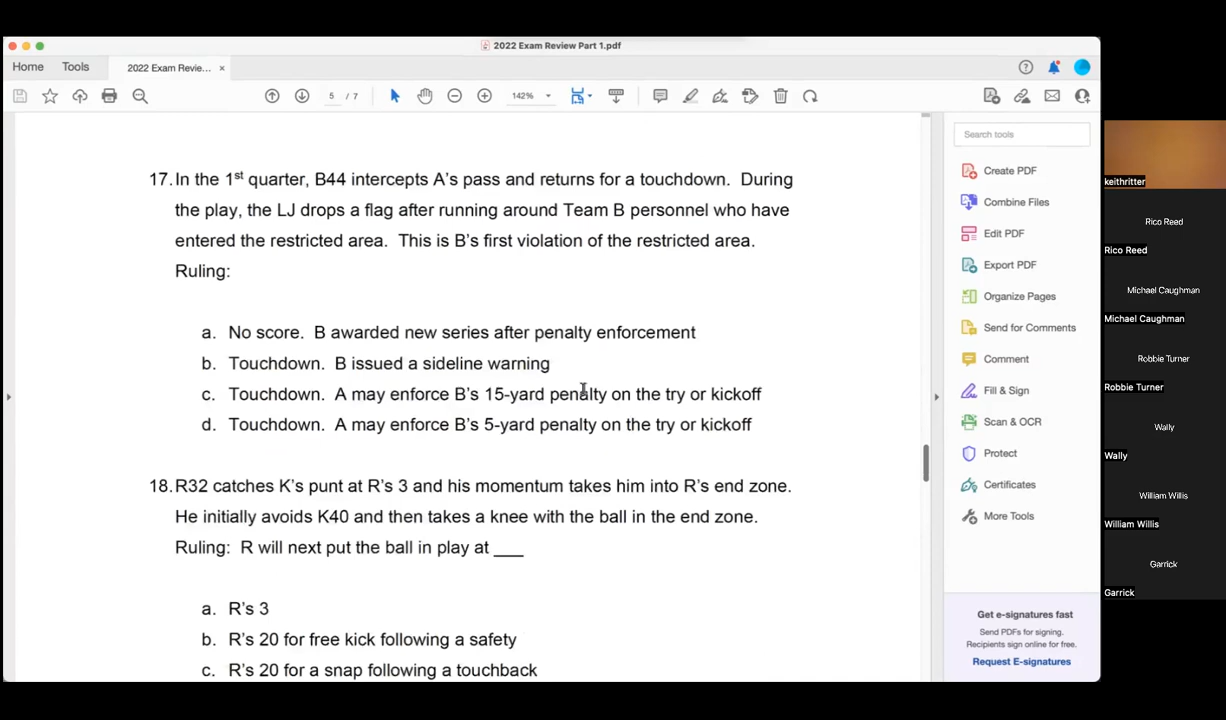 2022 Exam Review Part 1.pdf
Home
Tools
2022 Exam Revie...
×
5 / 7
142%
Search tools
17. In the 1st quarter, B44 intercepts A's pass and returns for a touchdown. During
the play, the LJ drops a flag after running around Team B personnel who have
entered the restricted area. This is B's first violation of the restricted area.
Ruling:
a. No score. B awarded new series after penalty enforcement
b. Touchdown. B issued a sideline warning
c. Touchdown. A may enforce B's 15-yard penalty on the try or kickoff
d. Touchdown. A may enforce B's 5-yard penalty on the try or kickoff
18. R32 catches K's punt at R's 3 and his momentum takes him into R's end zone.
He initially avoids K40 and then takes a knee with the ball in the end zone.
Ruling: R will next put the ball in play at ___
a. R's 3
b. R's 20 for free kick following a safety
c. R's 20 for a snap following a touchback
Create PDF
Combine Files
Edit PDF
Export PDF
Organize Pages
Send for Comments
Comment
Fill & Sign
Scan & OCR
Protect
Certificates
More Tools
Get e-signatures fast
Send PDFs for signing.
Recipients sign online for free.
Request E-signatures
keithritter
Rico Reed
Rico Reed
Michael Caughman
Michael Caughman
Robbie Turner
Robbie Turner
Wally
Wally
William Willis
William Willis
Garrick
Garrick